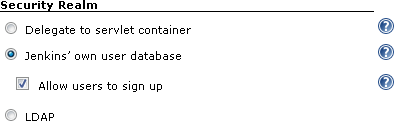 Security Realm
Delegate to servlet container
Jenkins' own user database
Allow users to sign up
LDAP